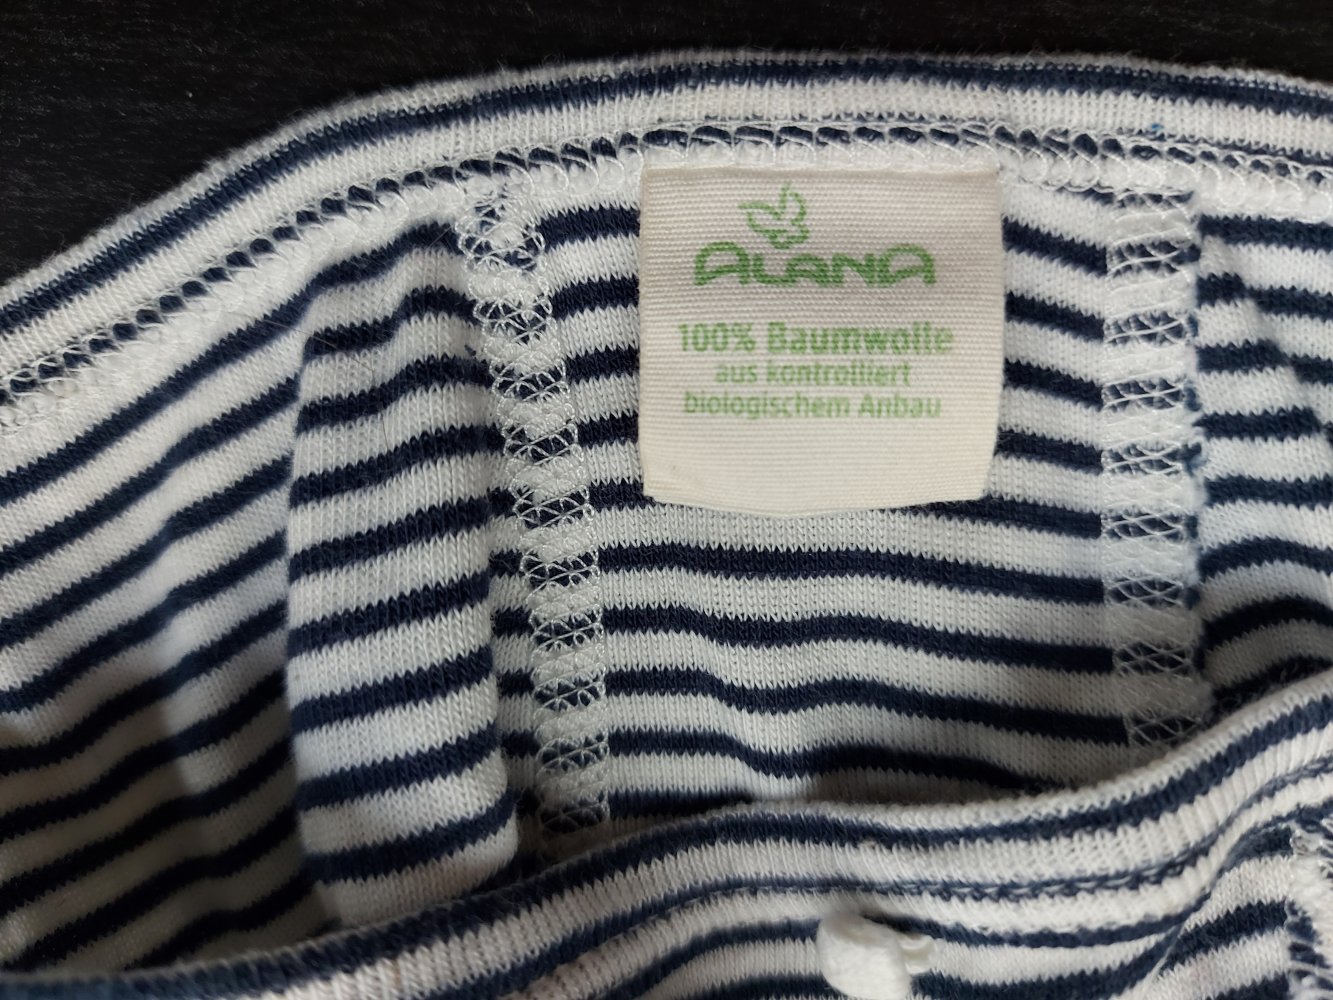 ALANA
100% Baumwolle
aus kontrolliert
biologischem Anbau